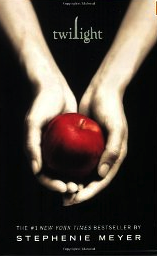 twilight
THE #1 NEW YORK TIMES BESTSELLER BY
STEPHENIE MEYER